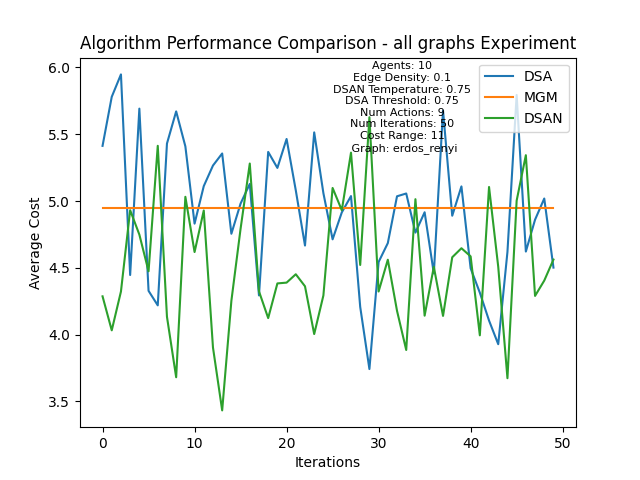 Algorithm Performance Comparison - all graphs Experiment
Agents: 10
Edge Density: 0.1
DSAN Temperature: 0.75
DSA Threshold: 0.75
Num Actions: 9
Num Iterations: 50
Cost Range: 11
Graph: erdos_renyi
DSA
MGM
DSAN
Average Cost
6.0
5.5
5.0
4.5
4.0
3.5
0
10
20
30
40
50
Iterations